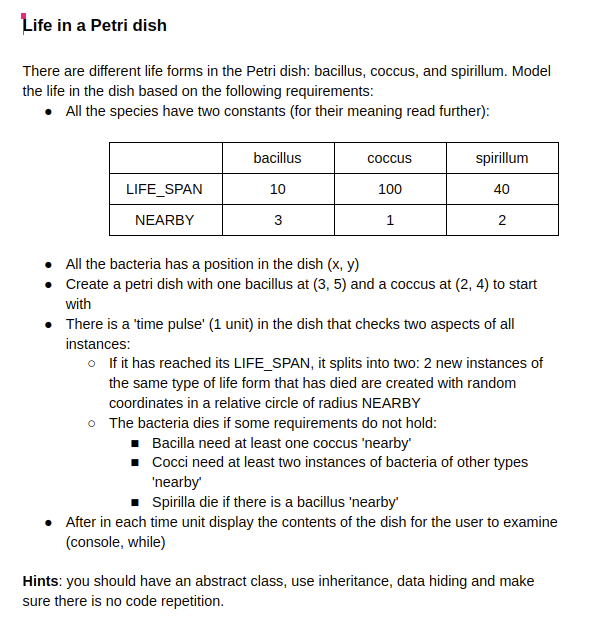 Life in a Petri dish
There are different life forms in the Petri dish: bacillus, coccus, and spirillum. Model
the life in the dish based on the following requirements:
● All the species have two constants (for their meaning read further):
bacillus coccus spirillum
LIFE_SPAN 10 100 40
NEARBY 3 1 2
● All the bacteria has a position in the dish (x, y)
● Create a petri dish with one bacillus at (3, 5) and a coccus at (2, 4) to start
with
● There is a 'time pulse' (1 unit) in the dish that checks two aspects of all
instances:
○ If it has reached its LIFE_SPAN, it splits into two: 2 new instances of
the same type of life form that has died are created with random
coordinates in a relative circle of radius NEARBY
○ The bacteria dies if some requirements do not hold:
■ Bacilla need at least one coccus 'nearby'
■ Cocci need at least two instances of bacteria of other types
'nearby'
■ Spirilla die if there is a bacillus 'nearby'
● After in each time unit display the contents of the dish for the user to examine
(console, while)
Hints: you should have an abstract class, use inheritance, data hiding and make
sure there is no code repetition.